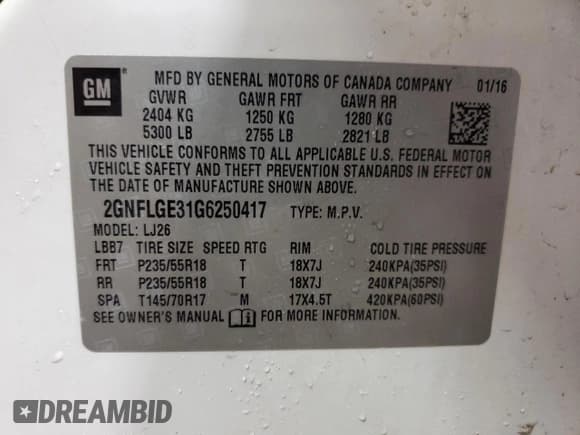 GM ®
MFD BY GENERAL MOTORS OF CANADA COMPANY 01/16
GVWR GAWR FRT GAWR RR
2404 KG 1250 KG 1280 KG
5300 LB 2755 LB 2821 LB
THIS VEHICLE CONFORMS TO ALL APPLICABLE U.S. FEDERAL MOTOR
VEHICLE SAFETY AND THEFT PREVENTION STANDARDS IN EFFECT ON
THE DATE OF MANUFACTURE SHOWN ABOVE.
2GNFLGE31G6250417 TYPE: M.P.V.
MODEL: LJ26
LBB7 TIRE SIZE SPEED RTG RIM COLD TIRE PRESSURE
FRT P235/55R18 T 18X7J 240KPA(35PSI)
RR P235/55R18 T 18X7J 240KPA(35PSI)
SPA T145/70R17 M 17X4.5T 420KPA(60PSI)
SEE OWNER'S MANUAL FOR MORE INFORMATION.
DREAMBID